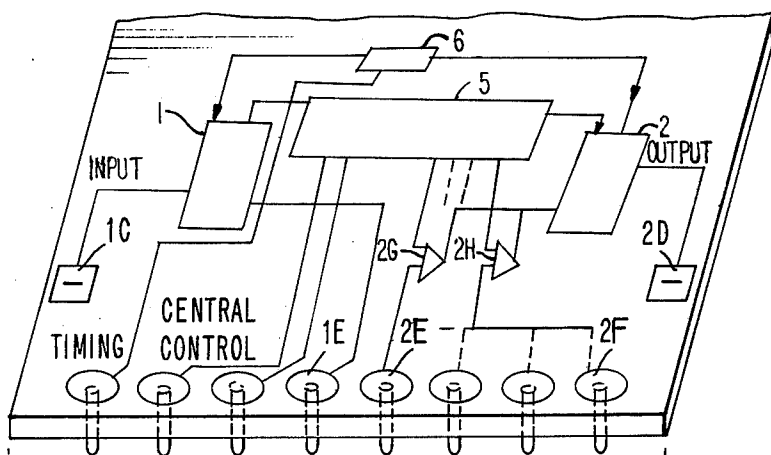 6
5
1
2
INPUT
OUTPUT
1C
2G
2H
2D
CENTRAL
CONTROL
TIMING
1E
2E
2F